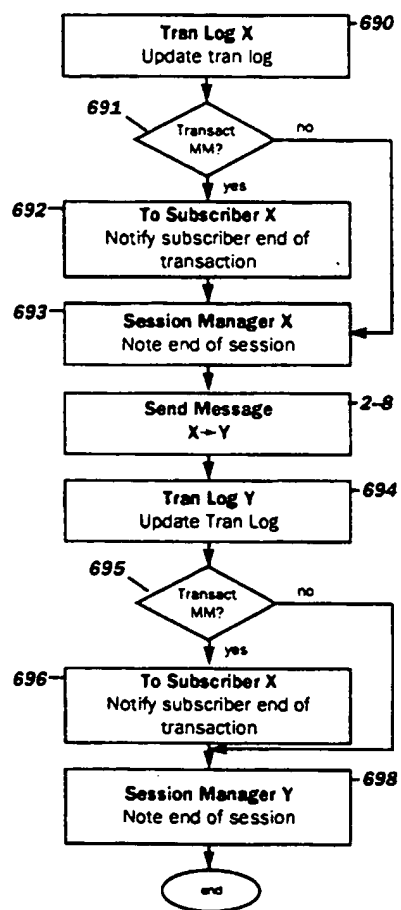 Tran Log X
Update tran log
690
691
Transact
MM?
no
yes
692
To Subscriber X
Notify subscriber end of
transaction
693
Session Manager X
Note end of session
Send Message
X→Y
2-8
Tran Log Y
Update Tran Log
694
695
Transact
MM?
no
yes
696
To Subscriber X
Notify subscriber end of
transaction
Session Manager Y
Note end of session
698
end